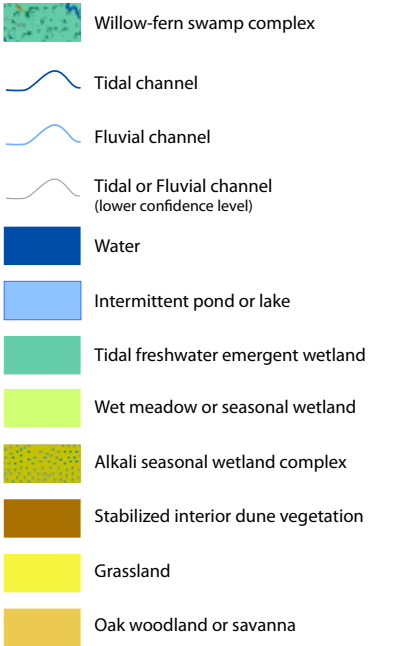 Willow-fern swamp complex
Tidal channel
Fluvial channel
Tidal or Fluvial channel
(lower confidence level)
Water
Intermittent pond or lake
Tidal freshwater emergent wetland
Wet meadow or seasonal wetland
Alkali seasonal wetland complex
Stabilized interior dune vegetation
Grassland
Oak woodland or savanna